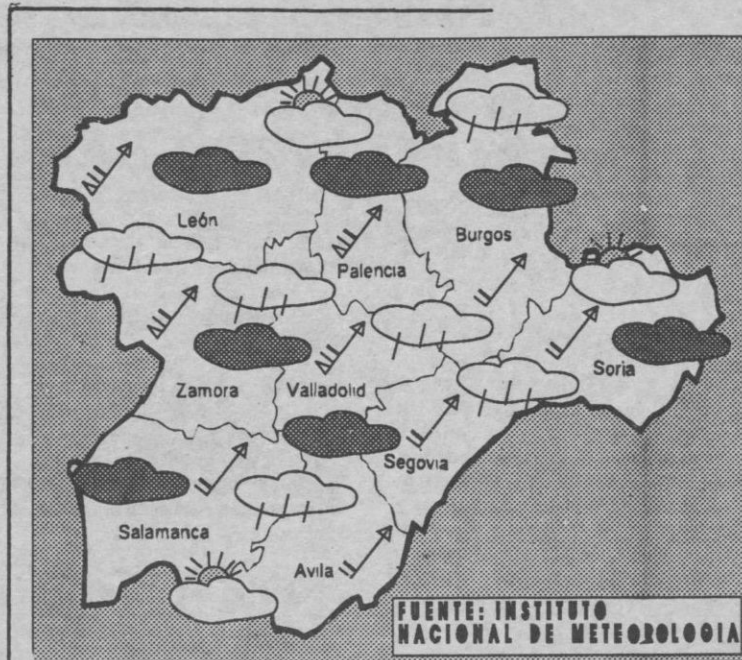 León
Burgos
Palencia
Soria
Zamora
Valladolid
Segovia
Salamanca
Avila
FUENTE: INSTITUTO
NACIONAL DE METEOROLOGIA